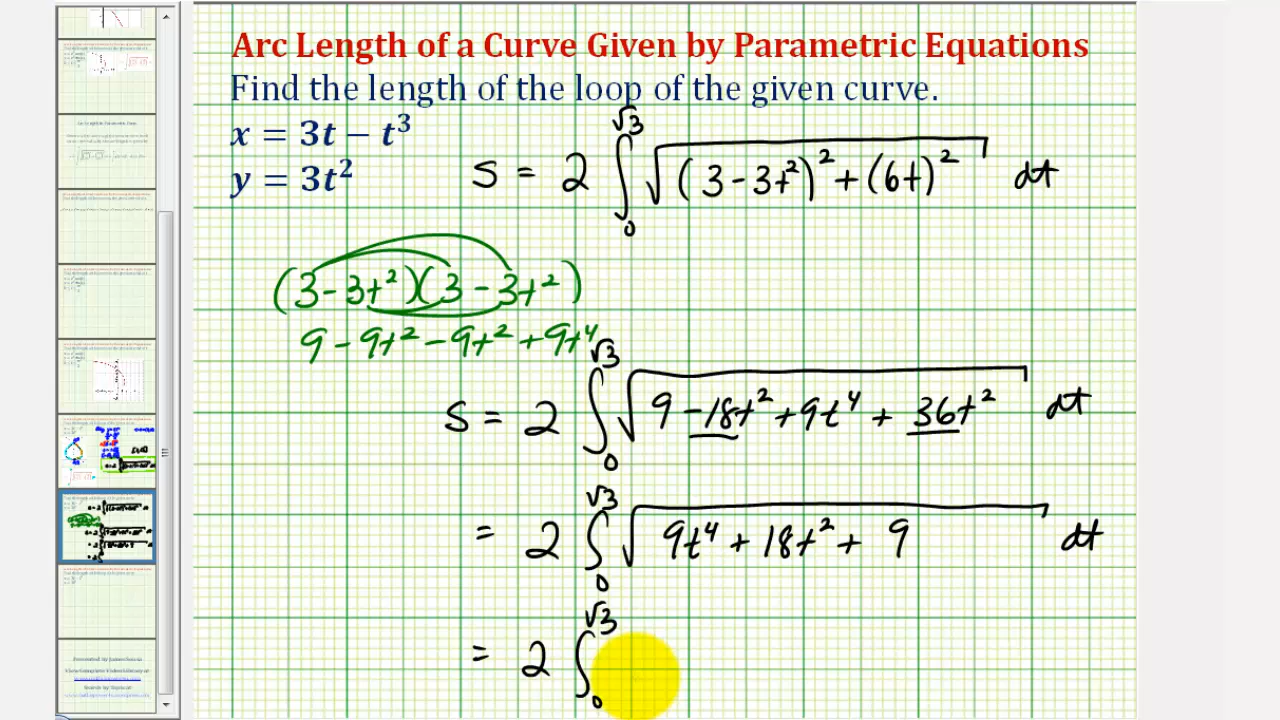 Arc Length of a Curve Given by Parametric Equations
Find the length of the loop of the given curve.
x = 3t − t³
y = 3t²
S = 2 ∫₀^√3 √((3 − 3t²)² + (6t)²) dt
(3 − 3t²)(3 − 3t²)
9 − 9t² − 9t² + 9t⁴
S = 2 ∫₀^√3 √(9 − 18t² + 9t⁴ + 36t²) dt
= 2 ∫₀^√3 √(9t⁴ + 18t² + 9) dt
= 2 ∫₀^√3